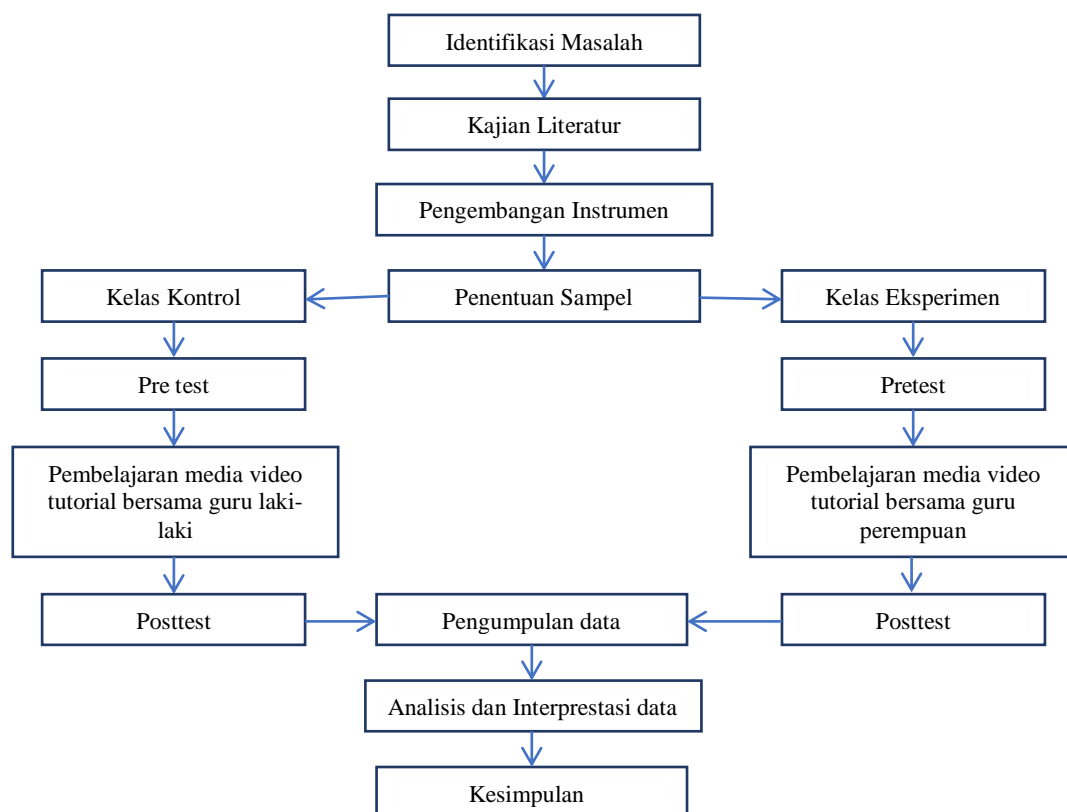 Identifikasi Masalah
Kajian Literatur
Pengembangan Instrumen
Kelas Kontrol
Penentuan Sampel
Kelas Eksperimen
Pre test
Pretest
Pembelajaran media video
tutorial bersama guru laki-
laki
Pembelajaran media video
tutorial bersama guru
perempuan
Posttest
Pengumpulan data
Posttest
Analisis dan Interprestasi data
Kesimpulan